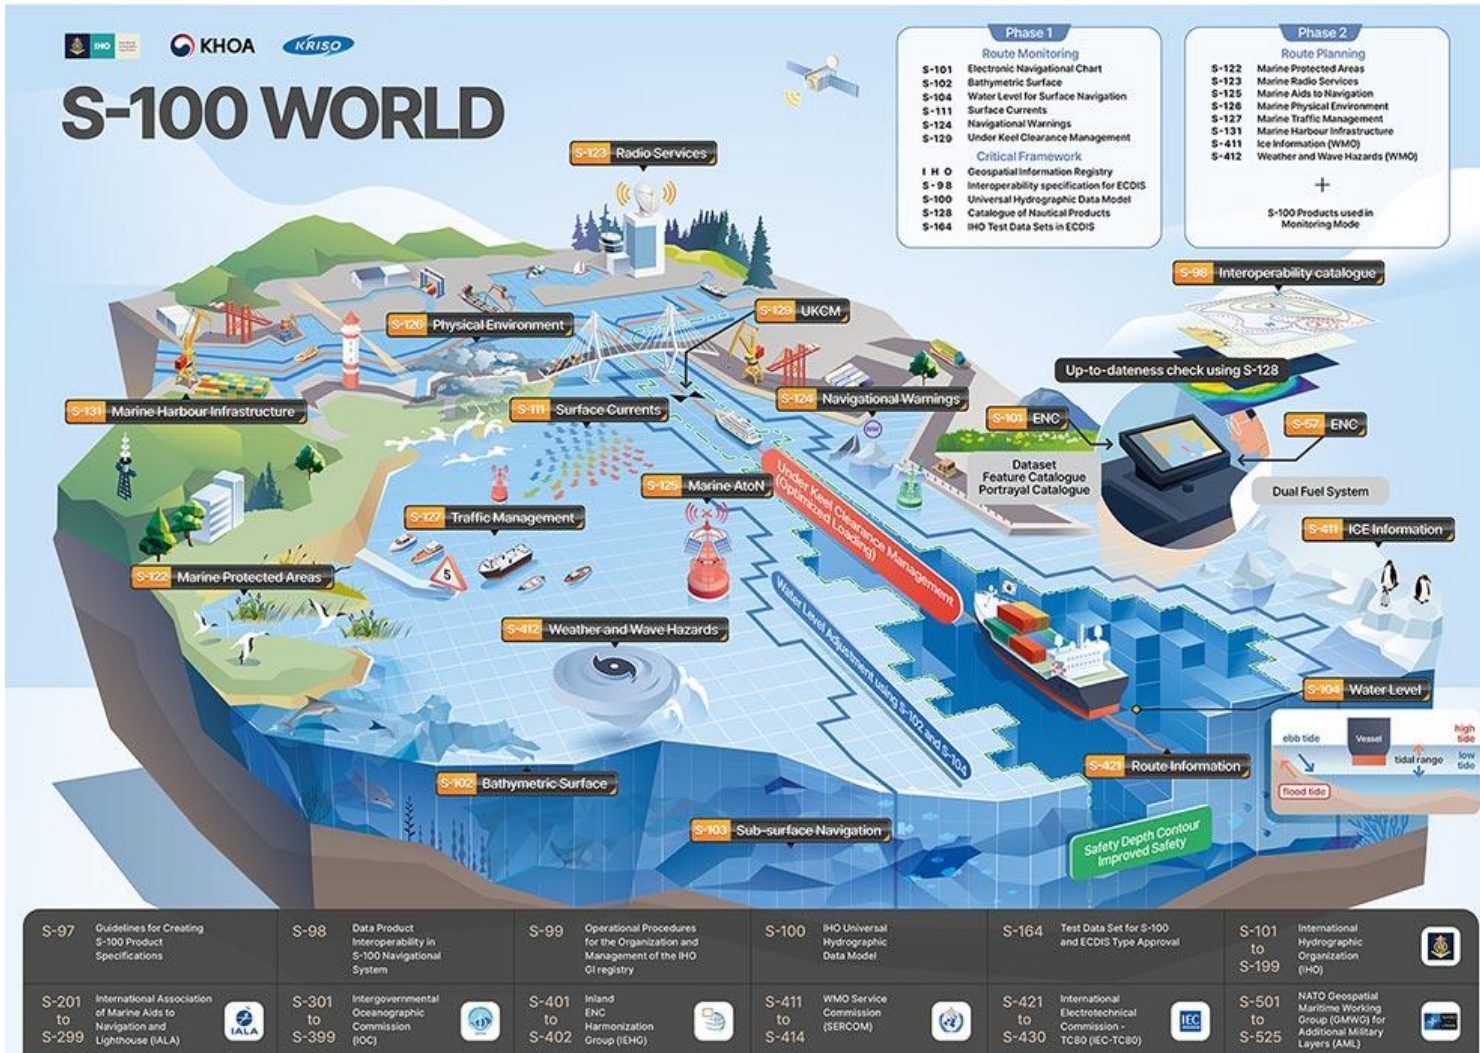 IHO
KHOA
KRISO
S-100 WORLD
Phase 1
Route Monitoring
S-101 Electronic Navigational Chart
S-102 Bathymetric Surface
S-104 Water Level for Surface Navigation
S-111 Surface Currents
S-124 Navigational Warnings
S-129 Under Keel Clearance Management
Critical Framework
I H O Geospatial Information Registry
S-98 Interoperability specification for ECDIS
S-100 Universal Hydrographic Data Model
S-128 Catalogue of Nautical Products
S-164 IHO Test Data Sets in ECDIS
Phase 2
Route Planning
S-122 Marine Protected Areas
S-123 Marine Radio Services
S-125 Marine Aids to Navigation
S-126 Marine Physical Environment
S-127 Marine Traffic Management
S-131 Marine Harbour Infrastructure
S-411 Ice Information (WMO)
S-412 Weather and Wave Hazards (WMO)
+
S-100 Products used in
Monitoring Mode
S-123 Radio Services
S-98 Interoperability catalogue
S-129 UKCM
S-126 Physical Environment
Up-to-dateness check using S-128
S-131 Marine Harbour Infrastructure
S-111 Surface Currents
S-124 Navigational Warnings
NW
S-101 ENC
S-57 ENC
Dataset
Feature Catalogue
Portrayal Catalogue
Dual Fuel System
S-125 Marine AtoN
Under Keel Clearance Management
(Optimized Loading)
S-127 Traffic Management
S-411 ICE Information
5
S-122 Marine Protected Areas
S-412 Weather and Wave Hazards
Water Level Adjustment using S-102 and S-104
S-104 Water Level
ebb tide
Vessel
high
tide
tidal range
low
tide
flood tide
S-421 Route Information
S-102 Bathymetric Surface
S-103 Sub-surface Navigation
Safety Depth Contour
Improved Safety
S-97
Guidelines for Creating
S-100 Product
Specifications
S-98
Data Product
Interoperability in
S-100 Navigational
System
S-99
Operational Procedures
for the Organization and
Management of the IHO
GI registry
S-100
IHO Universal
Hydrographic
Data Model
S-164
Test Data Set for S-100
and ECDIS Type Approval
S-101
to
S-199
International
Hydrographic
Organization
(IHO)
S-201
to
S-299
International Association
of Marine Aids to
Navigation and
Lighthouse (IALA)
IALA
S-301
to
S-399
Intergovernmental
Oceanographic
Commission
(IOC)
S-401
to
S-402
Inland
ENC
Harmonization
Group (IEHG)
S-411
to
S-414
WMO Service
Commission
(SERCOM)
S-421
to
S-430
International
Electrotechnical
Commission -
TC80 (IEC-TC80)
IEC
S-501
to
S-525
NATO Geospatial
Maritime Working
Group (GMWG) for
Additional Military
Layers (AML)